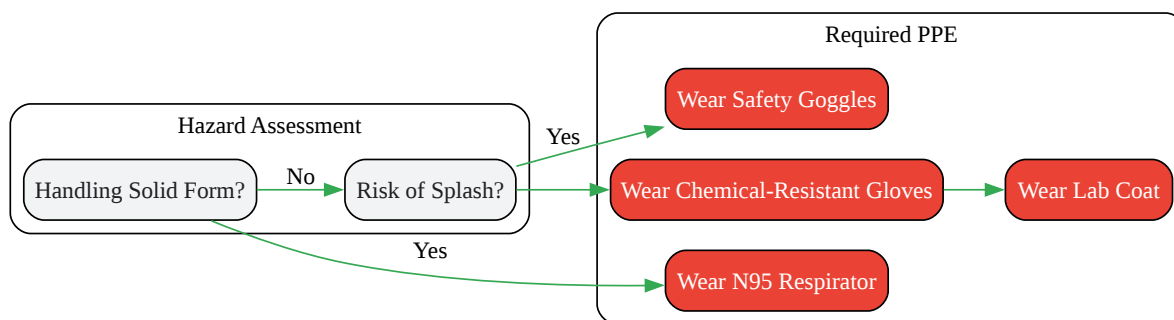 Required PPE
Wear Safety Goggles
Hazard Assessment
Yes
Handling Solid Form?
No
Risk of Splash?
Wear Chemical-Resistant Gloves
Wear Lab Coat
Yes
Wear N95 Respirator